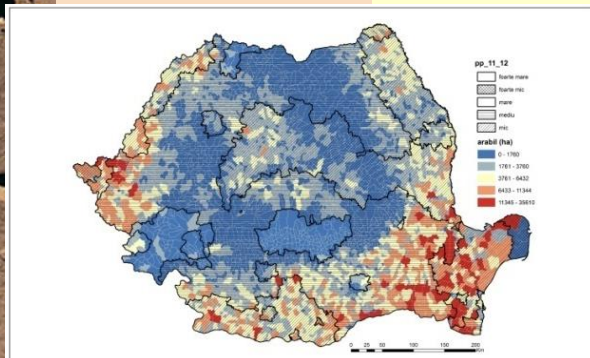 pp_11_12
foarte mare
foarte mic
mare
mediu
mic
arabil (ha)
0 - 1760
1761 - 3760
3761 - 6432
6433 - 11344
11345 - 35610
0 25 50 100 150 200